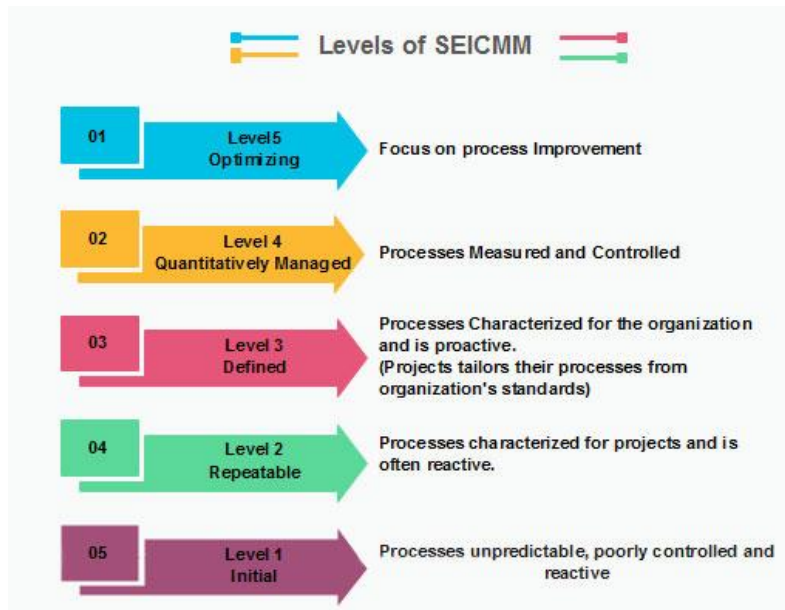 Levels of SEICMM
01
Level5
Optimizing
Focus on process Improvement
02
Level 4
Quantitatively Managed
Processes Measured and Controlled
03
Level 3
Defined
Processes Characterized for the organization
and is proactive.
(Projects tailors their processes from
organization's standards)
04
Level 2
Repeatable
Processes characterized for projects and is
often reactive.
05
Level 1
Initial
Processes unpredictable, poorly controlled and
reactive